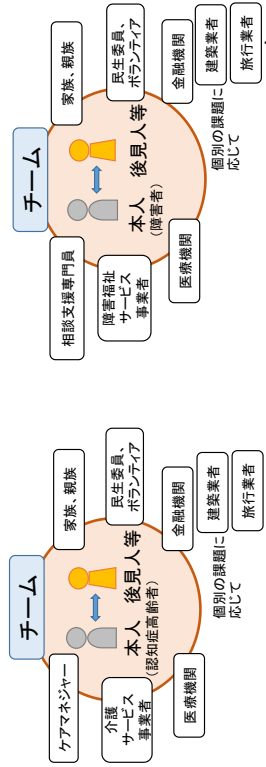 チーム
ケアマネジャー
家族、親族
介護
サービス
事業者
本人
(認知症高齢者)
後見人等
民生委員、
ボランティア
医療機関
金融機関
建築業者
旅行業者
個別の課題に
応じて
チーム
相談支援専門員
家族、親族
障害福祉
サービス
事業者
本人
(障害者)
後見人等
民生委員、
ボランティア
医療機関
金融機関
建築業者
旅行業者
個別の課題に
応じて